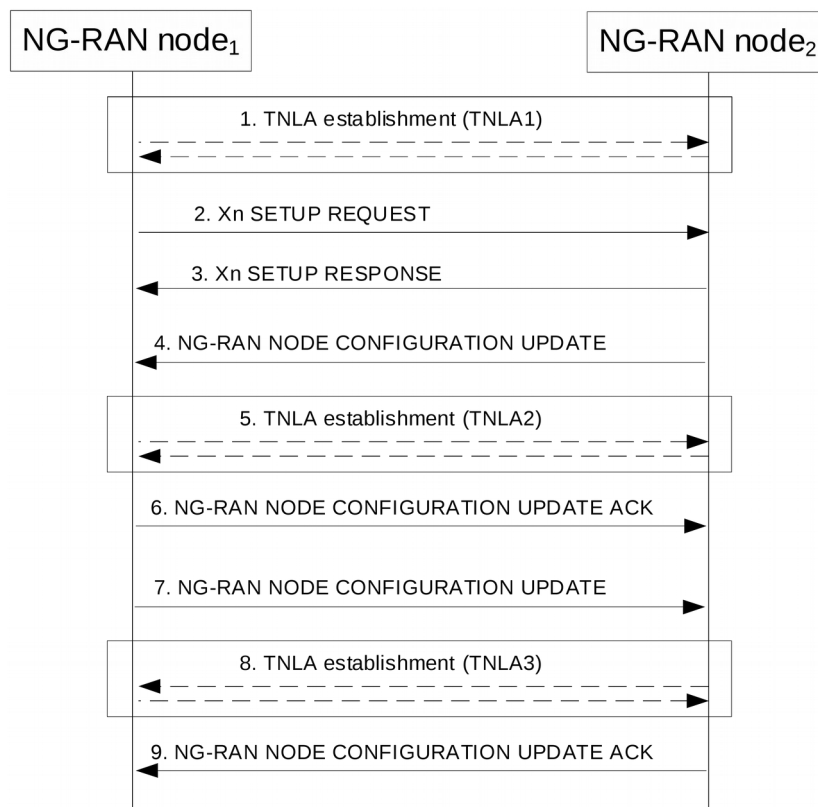 NG-RAN node₁
NG-RAN node₂
1. TNLA establishment (TNLA1)
2. Xn SETUP REQUEST
3. Xn SETUP RESPONSE
4. NG-RAN NODE CONFIGURATION UPDATE
5. TNLA establishment (TNLA2)
6. NG-RAN NODE CONFIGURATION UPDATE ACK
7. NG-RAN NODE CONFIGURATION UPDATE
8. TNLA establishment (TNLA3)
9. NG-RAN NODE CONFIGURATION UPDATE ACK